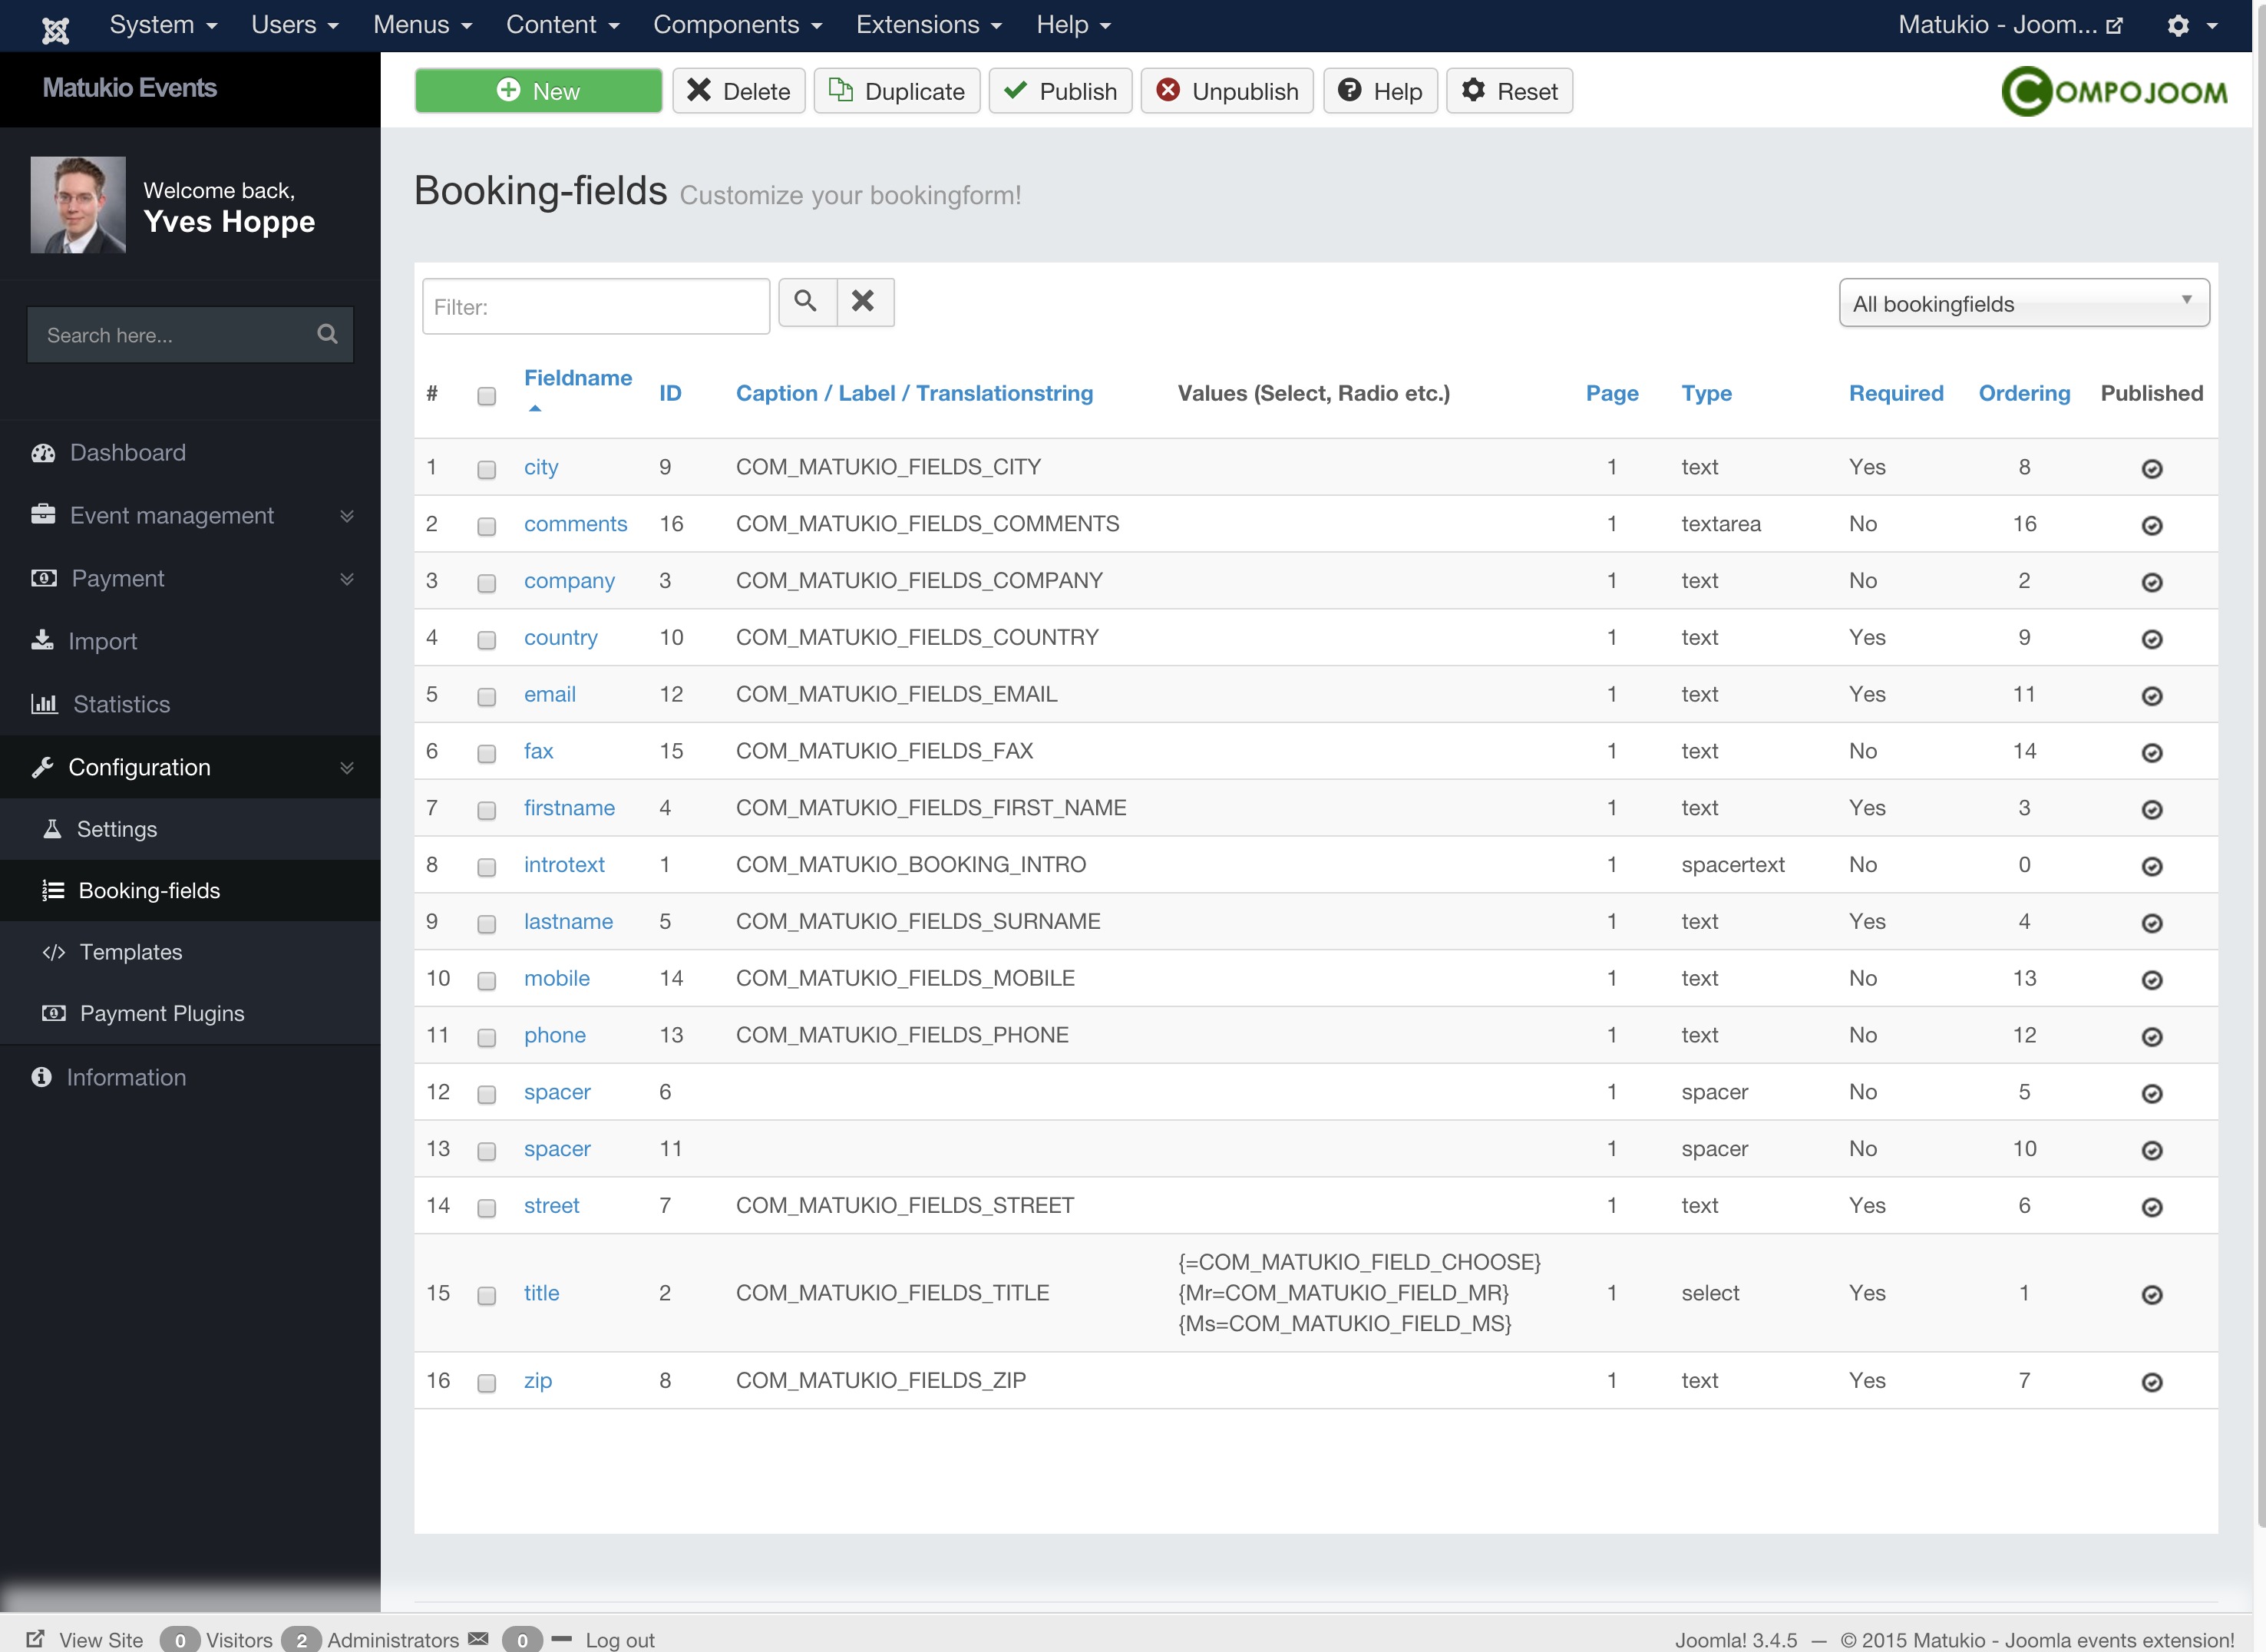 System Users Menus Content Components Extensions Help Matukio - Joom...
Matukio Events
New Delete Duplicate Publish Unpublish Help Reset COMPOJOOM
Welcome back,
Yves Hoppe
Search here...
Dashboard
Event management
Payment
Import
Statistics
Configuration
Settings
Booking-fields
Templates
Payment Plugins
Information
Booking-fields Customize your bookingform!
Filter: All bookingfields
# Fieldname ID Caption / Label / Translationstring Values (Select, Radio etc.) Page Type Required Ordering Published
1 city 9 COM_MATUKIO_FIELDS_CITY 1 text Yes 8
2 comments 16 COM_MATUKIO_FIELDS_COMMENTS 1 textarea No 16
3 company 3 COM_MATUKIO_FIELDS_COMPANY 1 text No 2
4 country 10 COM_MATUKIO_FIELDS_COUNTRY 1 text Yes 9
5 email 12 COM_MATUKIO_FIELDS_EMAIL 1 text Yes 11
6 fax 15 COM_MATUKIO_FIELDS_FAX 1 text No 14
7 firstname 4 COM_MATUKIO_FIELDS_FIRST_NAME 1 text Yes 3
8 introtext 1 COM_MATUKIO_BOOKING_INTRO 1 spacertext No 0
9 lastname 5 COM_MATUKIO_FIELDS_SURNAME 1 text Yes 4
10 mobile 14 COM_MATUKIO_FIELDS_MOBILE 1 text No 13
11 phone 13 COM_MATUKIO_FIELDS_PHONE 1 text No 12
12 spacer 6 1 spacer No 5
13 spacer 11 1 spacer No 10
14 street 7 COM_MATUKIO_FIELDS_STREET 1 text Yes 6
{=COM_MATUKIO_FIELD_CHOOSE}
15 title 2 COM_MATUKIO_FIELDS_TITLE {Mr=COM_MATUKIO_FIELD_MR} 1 select Yes 1
{Ms=COM_MATUKIO_FIELD_MS}
16 zip 8 COM_MATUKIO_FIELDS_ZIP 1 text Yes 7
View Site 0 Visitors 2 Administrators 0 Log out Joomla! 3.4.5 — © 2015 Matukio - Joomla events extension!